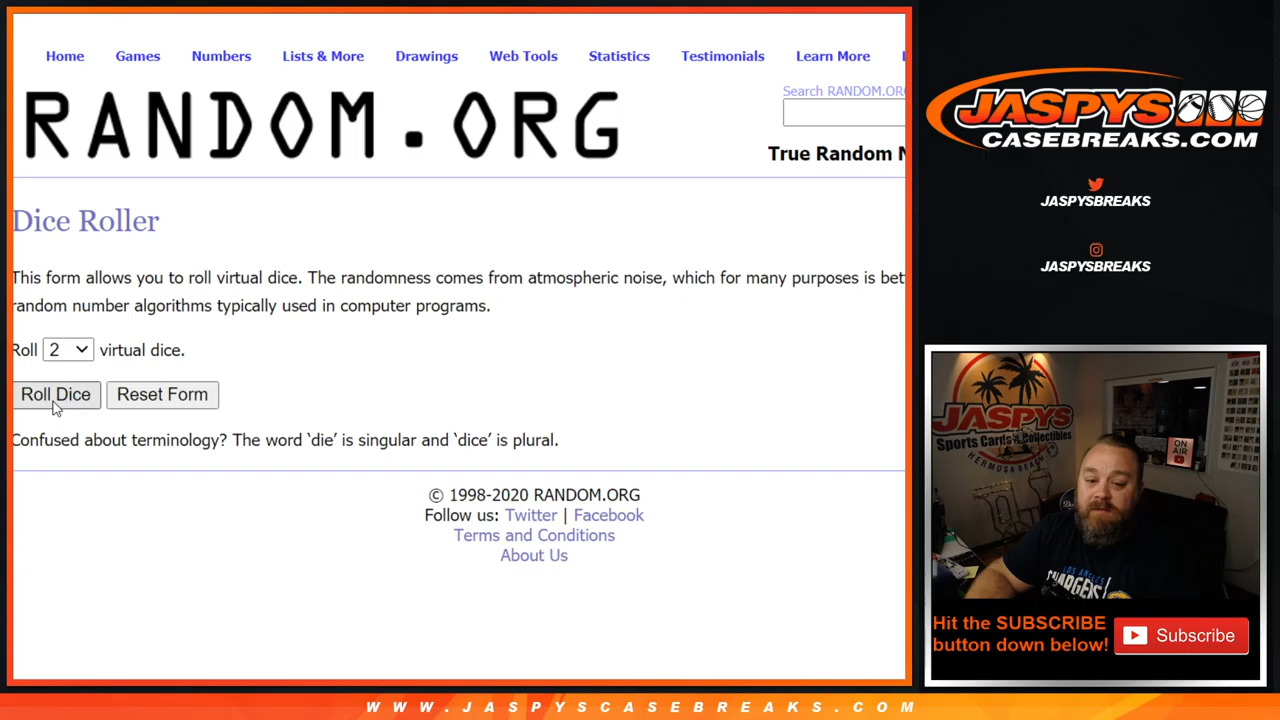 Home Games Numbers Lists & More Drawings Web Tools Statistics Testimonials Learn More
Search RANDOM.ORG
RANDOM.ORG
True Random N
Dice Roller
This form allows you to roll virtual dice. The randomness comes from atmospheric noise, which for many purposes is bet
random number algorithms typically used in computer programs.
Roll 2 virtual dice.
Roll Dice Reset Form
Confused about terminology? The word ‘die’ is singular and ‘dice’ is plural.
© 1998-2020 RANDOM.ORG
Follow us: Twitter | Facebook
Terms and Conditions
About Us
JASPYS
CASEBREAKS.COM
JASPYSBREAKS
JASPYSBREAKS
JASPYS
Sports Cards & Collectibles
HERMOSA BEACH
ON
AIR
LOS ANGELES
CHARGERS
Hit the SUBSCRIBE
button down below!
Subscribe
WWW.JASPYSCASEBREAKS.COM